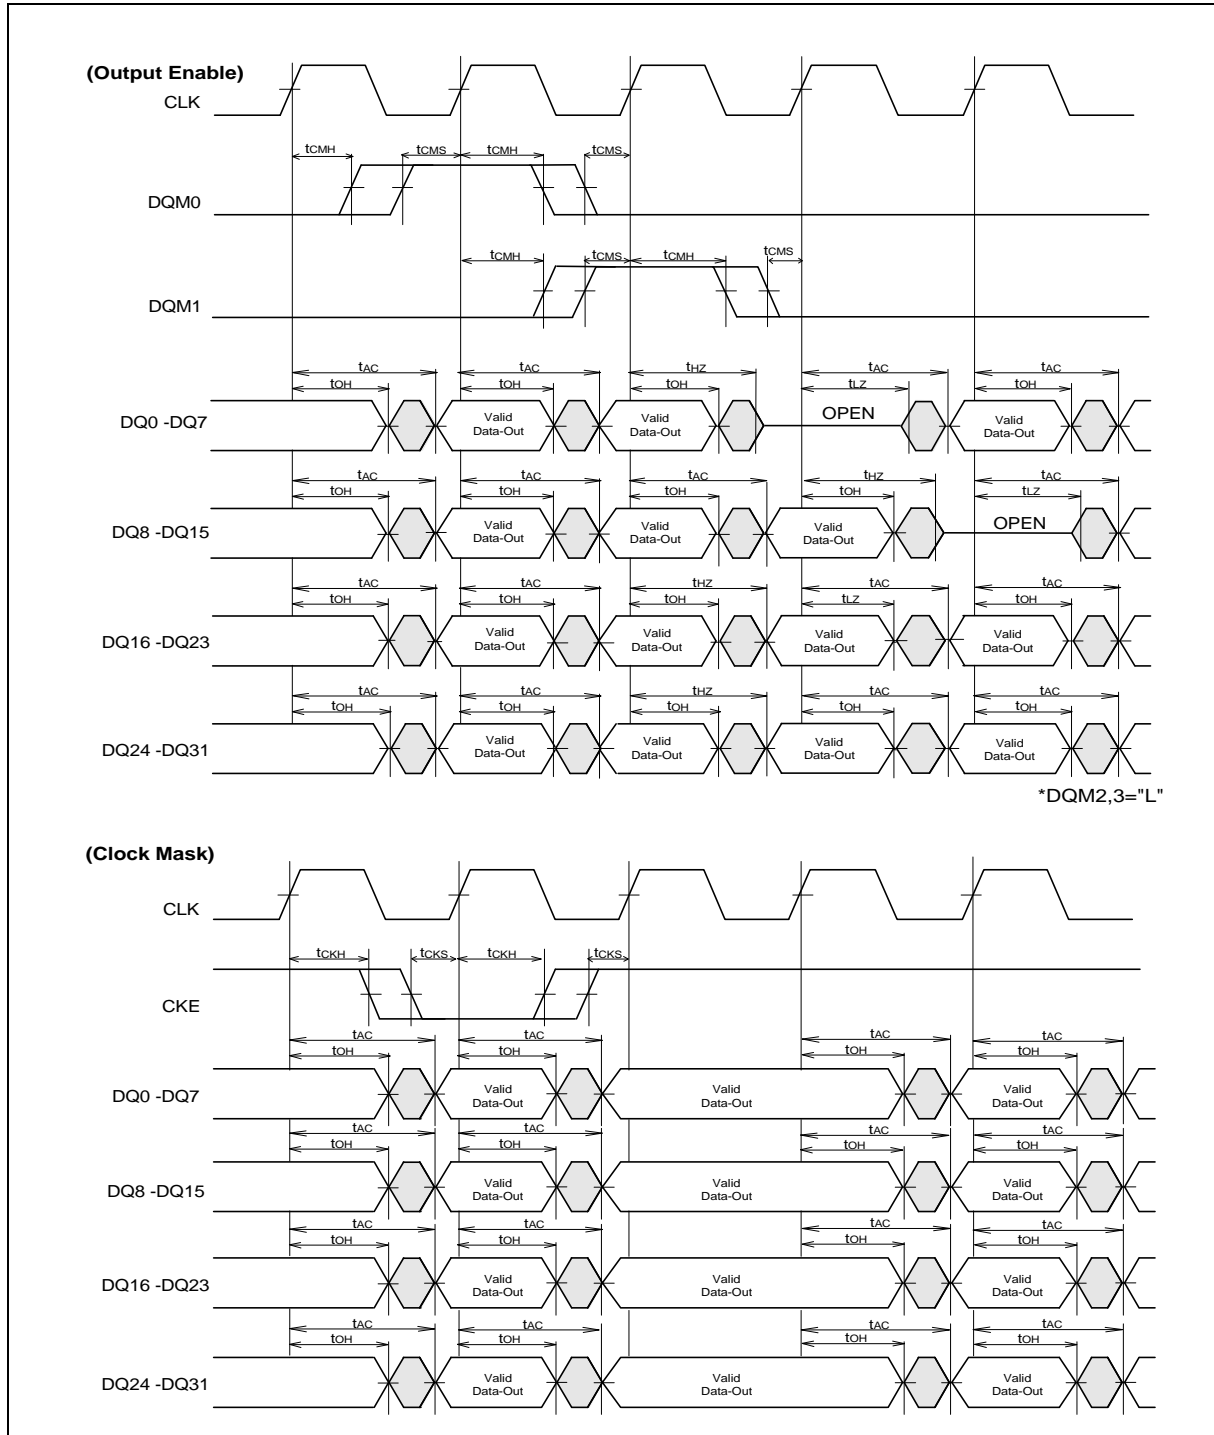 (Output Enable)
CLK
tCMH tCMS tCMH tCMS
DQM0
tCMH tCMS tCMH tCMS
DQM1
tAC tAC tHZ tAC tAC
tOH tOH tOH tLZ tOH
DQ0 -DQ7 Valid Data-Out Valid Data-Out OPEN Valid Data-Out
tAC tAC tAC tHZ tAC
tOH tOH tOH tOH tLZ
DQ8 -DQ15 Valid Data-Out Valid Data-Out Valid Data-Out OPEN
tAC tAC tHZ tAC tAC
tOH tOH tOH tLZ tOH
DQ16 -DQ23 Valid Data-Out Valid Data-Out Valid Data-Out Valid Data-Out
tAC tAC tHZ tAC tAC
tOH tOH tOH tOH tOH
DQ24 -DQ31 Valid Data-Out Valid Data-Out Valid Data-Out Valid Data-Out
*DQM2,3="L"
(Clock Mask)
CLK
tCKH tCKS tCKH tCKS
CKE
tAC tAC tAC tAC
tOH tOH tOH tOH
DQ0 -DQ7 Valid Data-Out Valid Data-Out Valid Data-Out
tAC tAC tAC tAC
tOH tOH tOH tOH
DQ8 -DQ15 Valid Data-Out Valid Data-Out Valid Data-Out
tAC tAC tAC tAC
tOH tOH tOH tOH
DQ16 -DQ23 Valid Data-Out Valid Data-Out Valid Data-Out
tAC tAC tAC tAC
tOH tOH tOH tOH
DQ24 -DQ31 Valid Data-Out Valid Data-Out Valid Data-Out